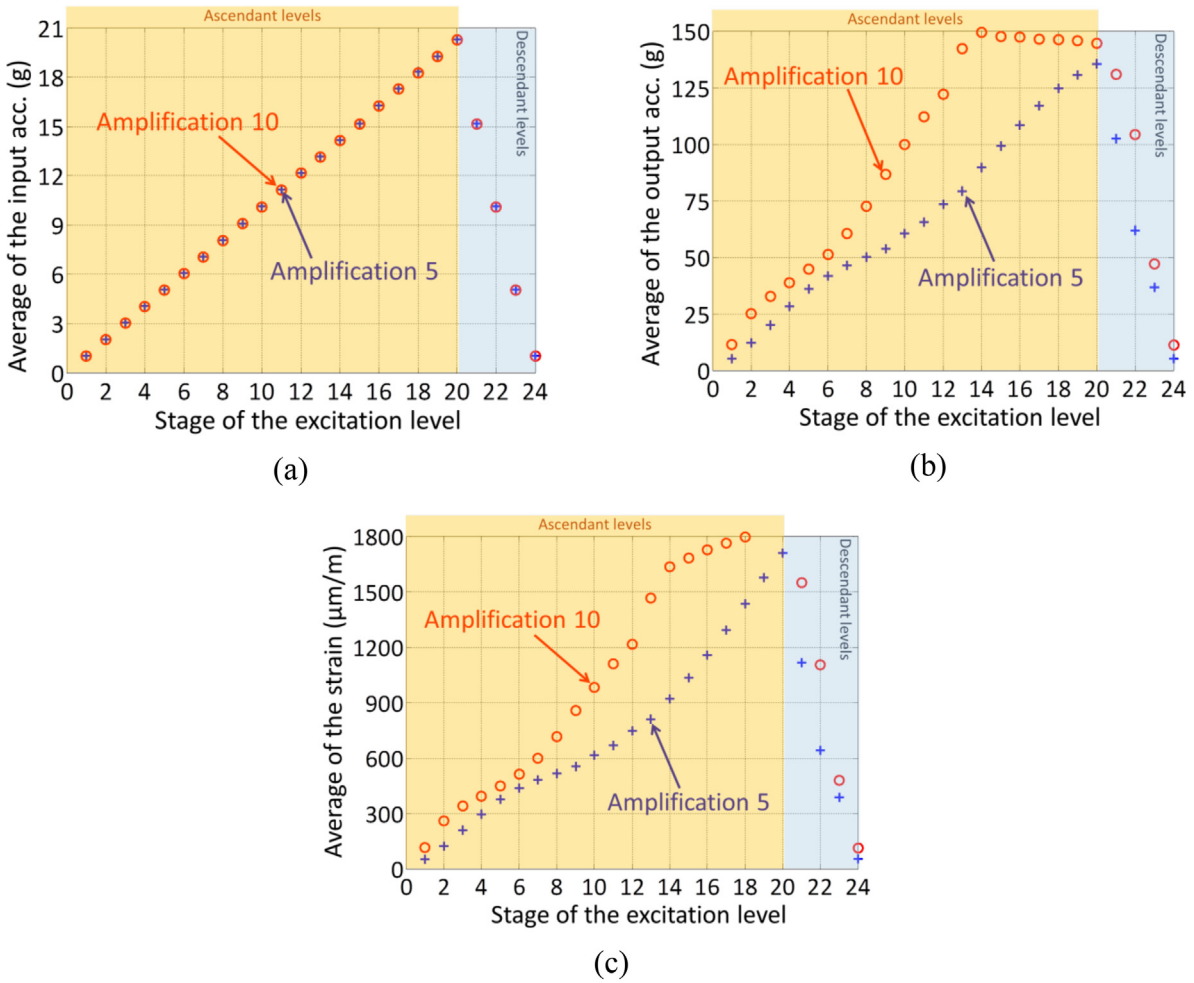 Ascendant levels
21
18
15
12
9
6
3
0
Average of the input acc. (g)
Amplification 10
Amplification 5
Descendant levels
0 2 4 6 8 10 12 14 16 18 20 22 24
Stage of the excitation level
(a)
Ascendant levels
150
125
100
75
50
25
0
Average of the output acc. (g)
Amplification 10
Amplification 5
Descendant levels
0 2 4 6 8 10 12 14 16 18 20 22 24
Stage of the excitation level
(b)
Ascendant levels
1800
1500
1200
900
600
300
0
Average of the strain (µm/m)
Amplification 10
Amplification 5
Descendant levels
0 2 4 6 8 10 12 14 16 18 20 22 24
Stage of the excitation level
(c)